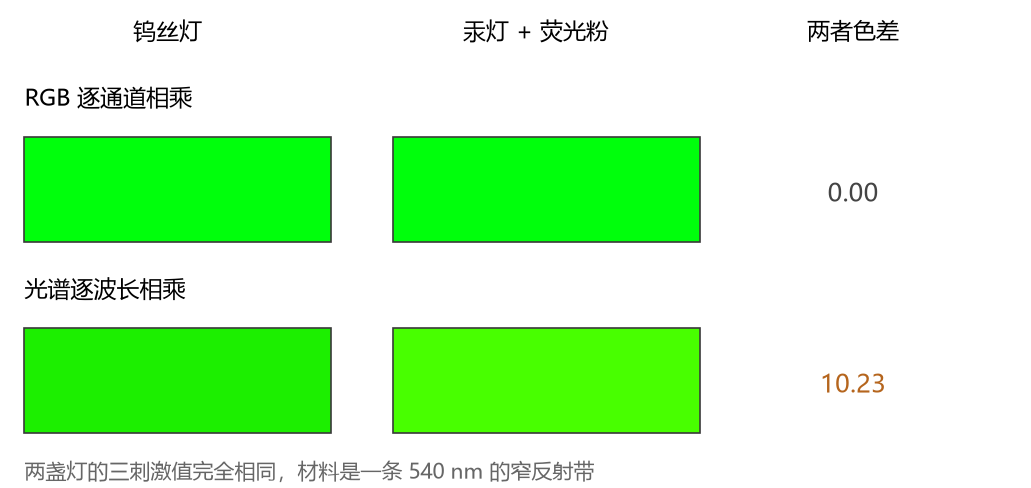 钨丝灯 汞灯 + 荧光粉 两者色差
RGB 逐通道相乘
0.00
光谱逐波长相乘
10.23
两盏灯的三刺激值完全相同，材料是一条 540 nm 的窄反射带